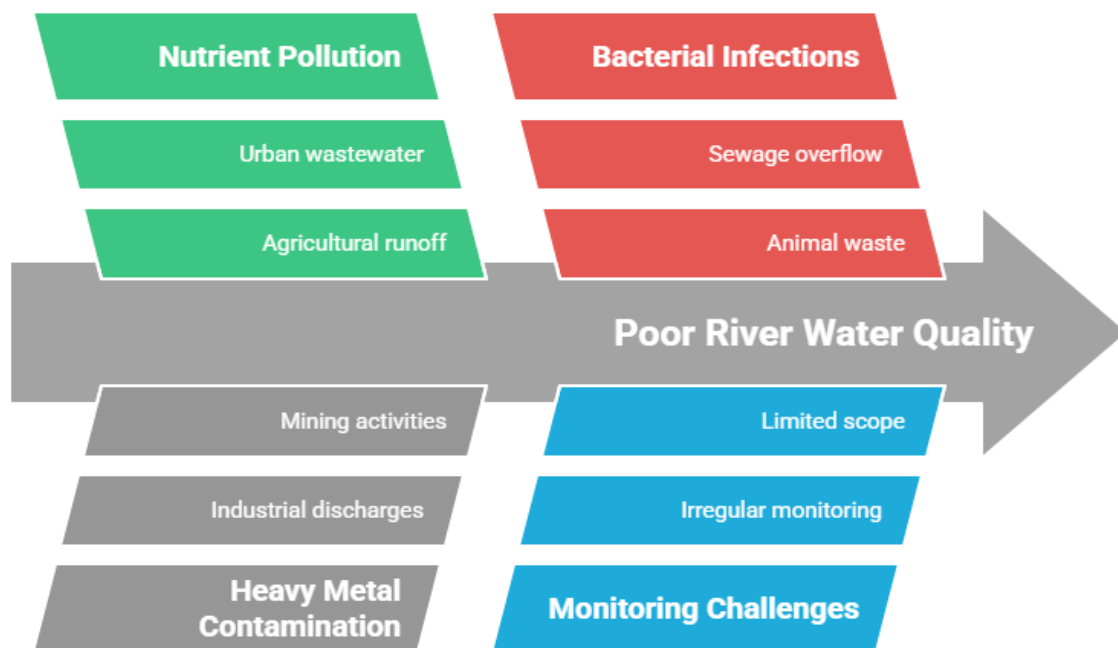 Nutrient Pollution
Bacterial Infections
Urban wastewater
Sewage overflow
Agricultural runoff
Animal waste
Poor River Water Quality
Mining activities
Limited scope
Industrial discharges
Irregular monitoring
Heavy Metal
Contamination
Monitoring Challenges